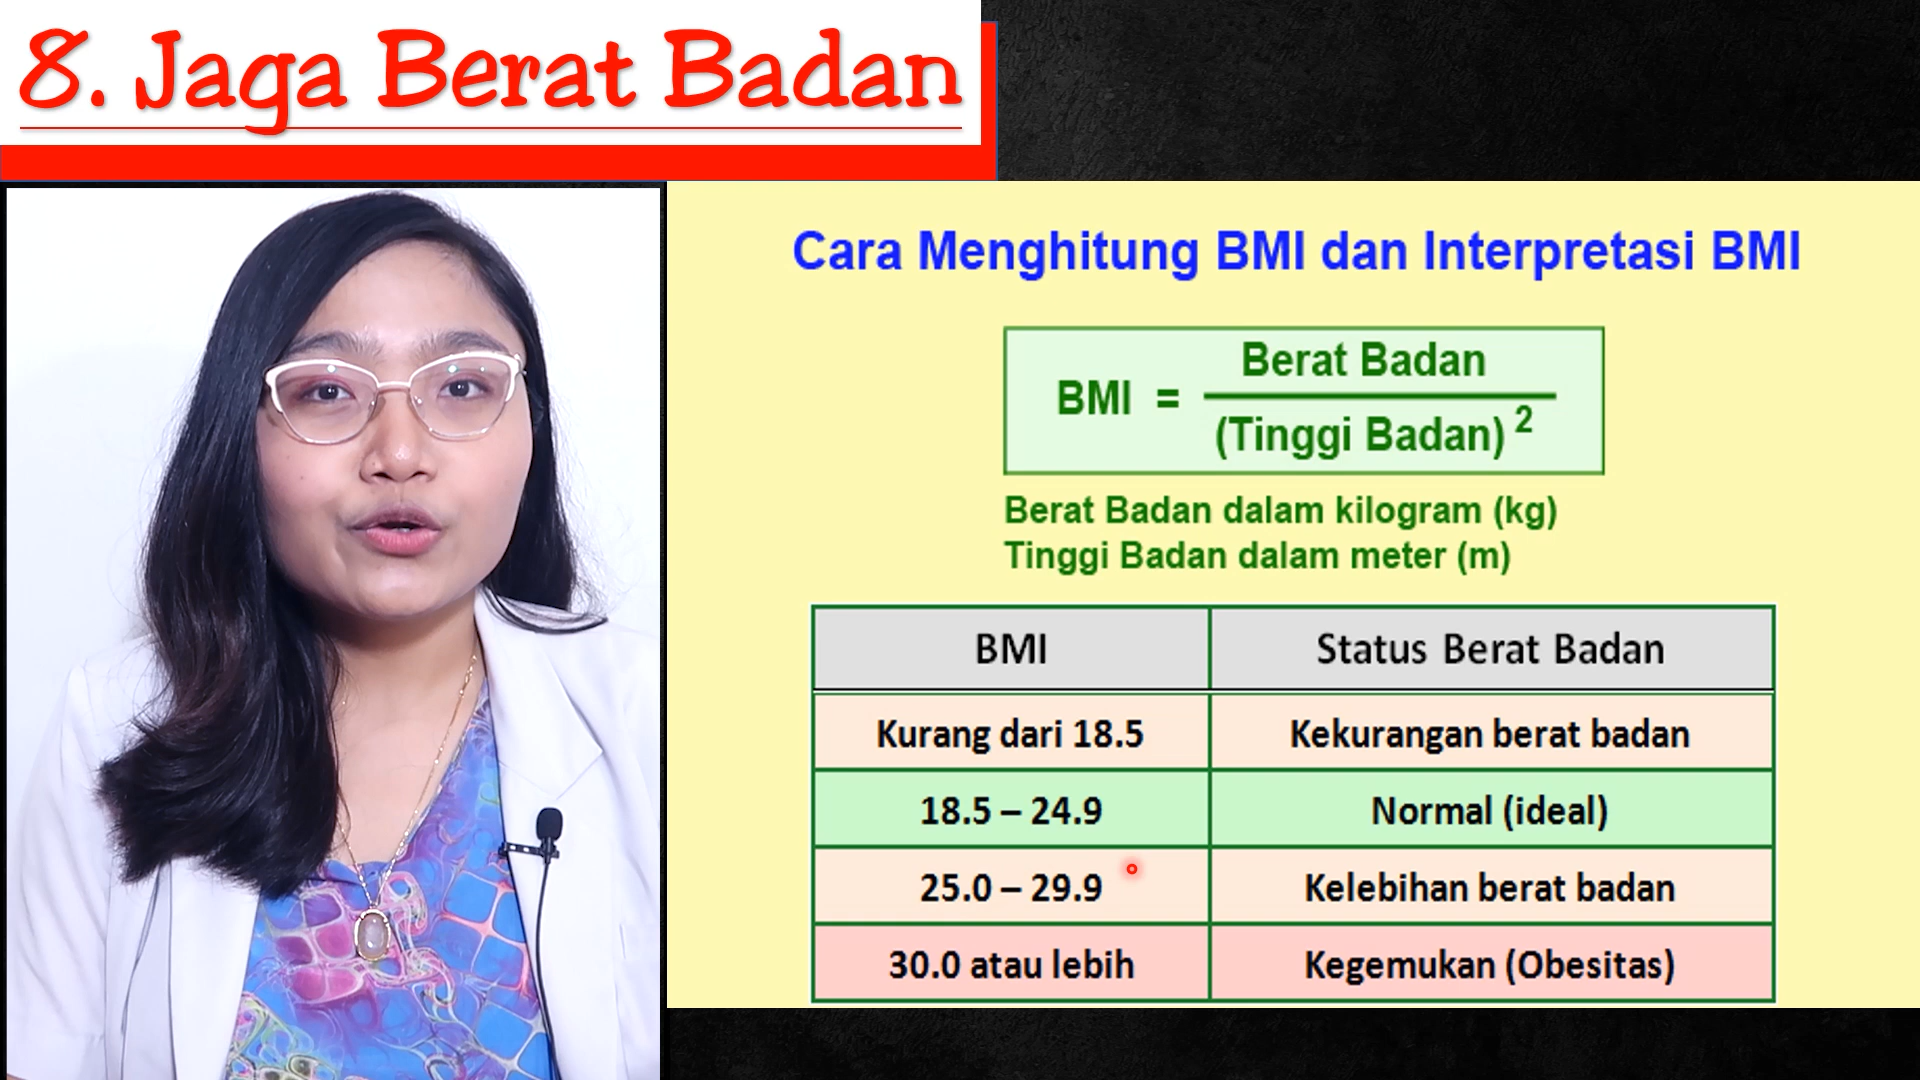 8. Jaga Berat Badan
Cara Menghitung BMI dan Interpretasi BMI
BMI = Berat Badan
(Tinggi Badan) 2
Berat Badan dalam kilogram (kg)
Tinggi Badan dalam meter (m)
BMI Status Berat Badan
Kurang dari 18.5 Kekurangan berat badan
18.5 – 24.9 Normal (ideal)
25.0 – 29.9 Kelebihan berat badan
30.0 atau lebih Kegemukan (Obesitas)